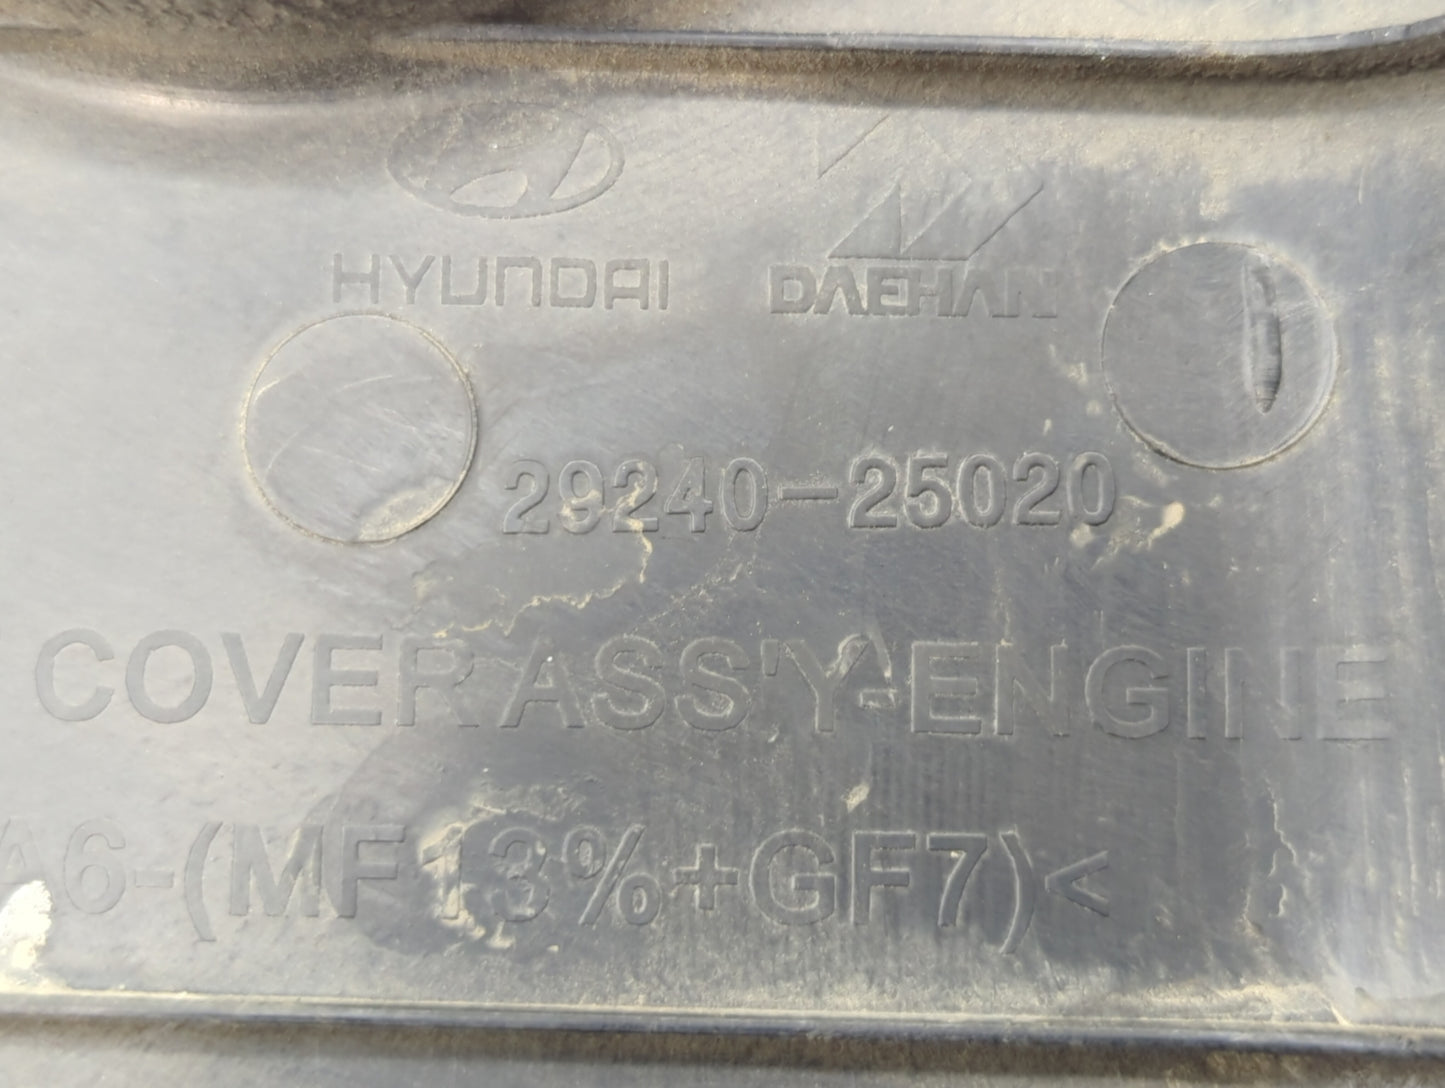 HYUNDAI
DAEHAN
29240-25020
COVER ASS'Y-ENGINE
A6-(MF13%+GF7)<